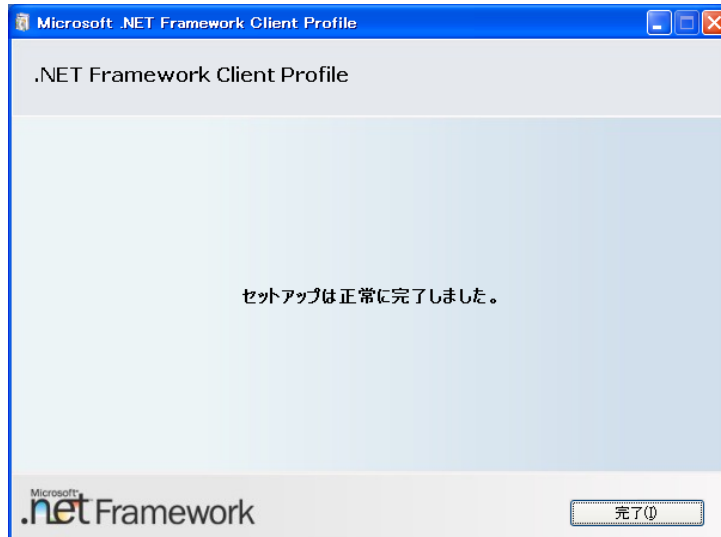 Microsoft .NET Framework Client Profile
.NET Framework Client Profile
セットアップは正常に完了しました。
Microsoft®
.net Framework
完了(I)